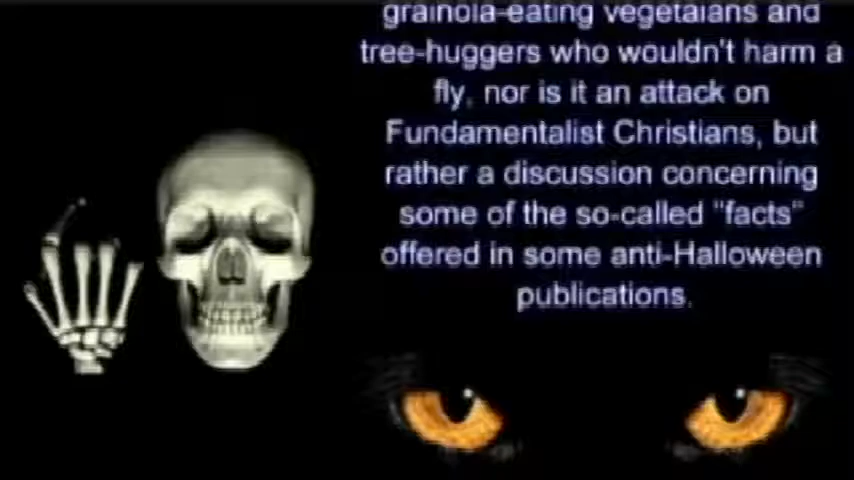 grainola-eating vegetaians and
tree-huggers who wouldn't harm a
fly, nor is it an attack on
Fundamentalist Christians, but
rather a discussion concerning
some of the so-called "facts"
offered in some anti-Halloween
publications.